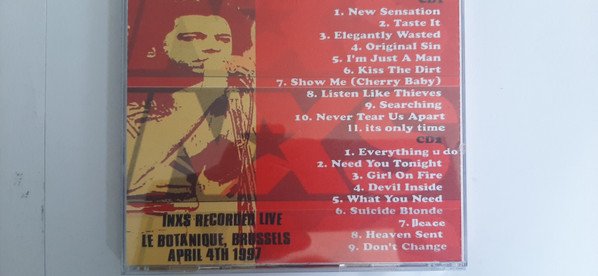 CD1
1. New Sensation
2. Taste It
3. Elegantly Wasted
4. Original Sin
5. I'm Just A Man
6. Kiss The Dirt
7. Show Me (Cherry Baby)
8. Listen Like Thieves
9. Searching
10. Never Tear Us Apart
11. its only time
CD2
1. Everything u do
2. Need You Tonight
3. Girl On Fire
4. Devil Inside
5. What You Need
6. Suicide Blonde
7. Peace
8. Heaven Sent
9. Don't Change
INXS RECORDED LIVE
LE BOTANIQUE, BRUSSELS
APRIL 4TH 1997